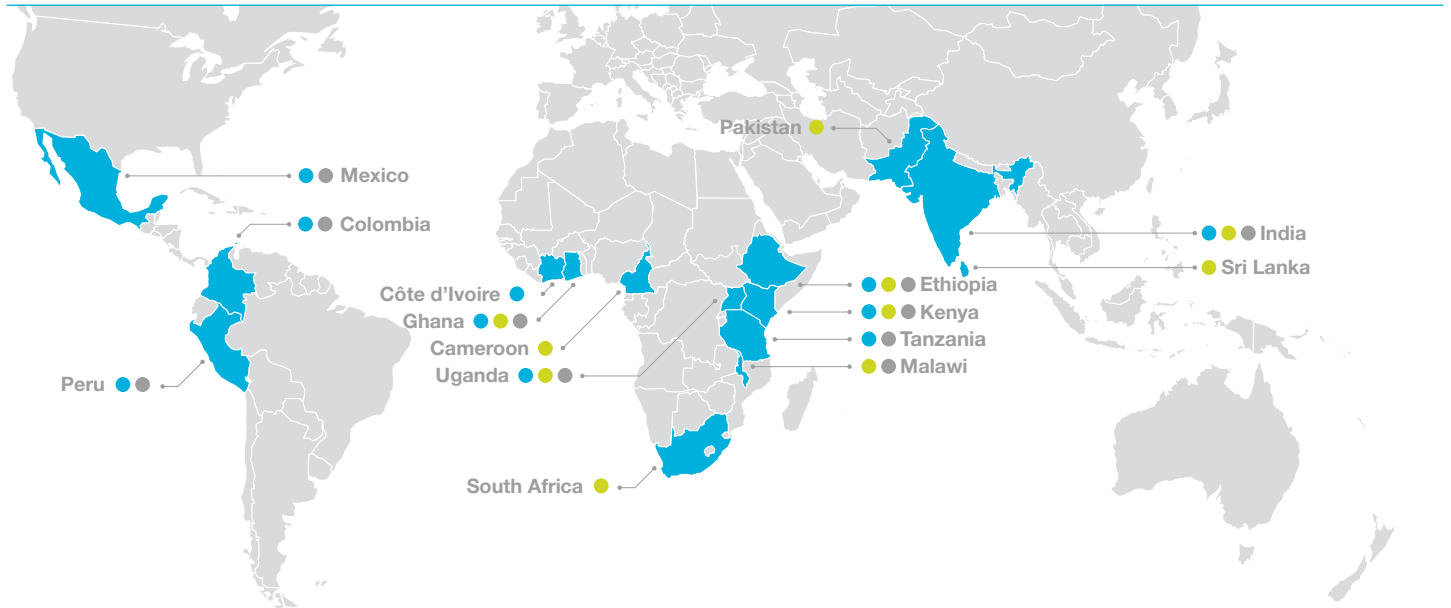 Pakistan
Mexico
Colombia
India
Sri Lanka
Côte d’Ivoire
Ethiopia
Ghana
Kenya
Cameroon
Tanzania
Uganda
Malawi
Peru
South Africa